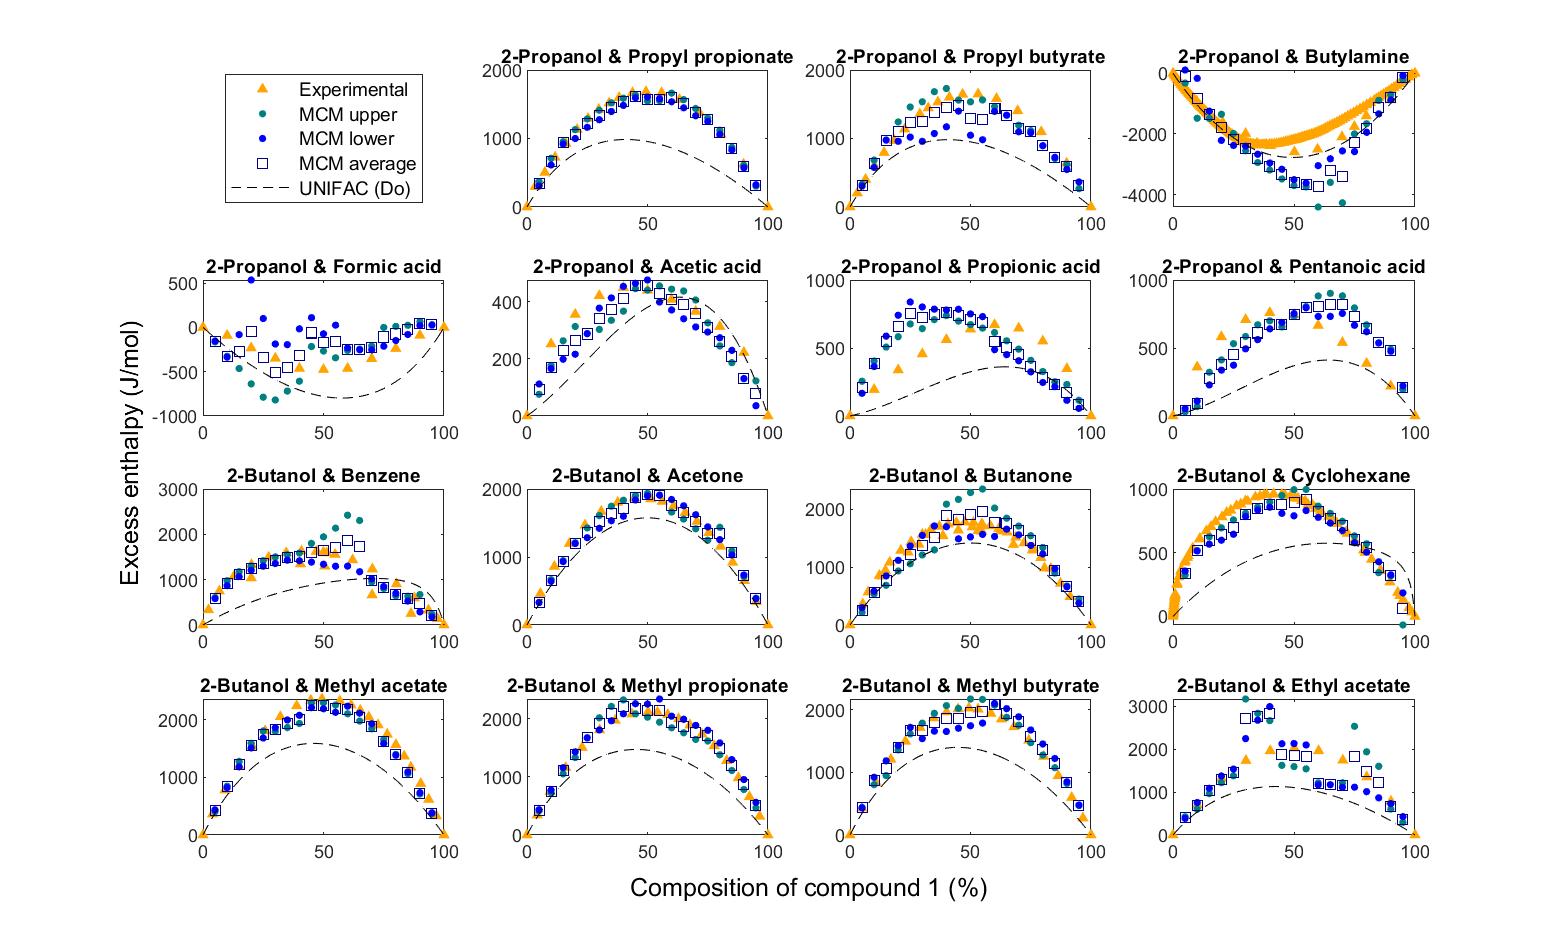 2-Propanol & Propyl propionate
2000
1000
0
0 50 100
2-Propanol & Propyl butyrate
2000
1000
0
0 50 100
2-Propanol & Butylamine
0
-2000
-4000
0 50 100
Experimental
MCM upper
MCM lower
MCM average
UNIFAC (Do)
Excess enthalpy (J/mol)
2-Propanol & Formic acid
500
0
-500
-1000
0 50 100
2-Propanol & Acetic acid
400
200
0
0 50 100
2-Propanol & Propionic acid
1000
500
0
0 50 100
2-Propanol & Pentanoic acid
1000
500
0
0 50 100
2-Butanol & Benzene
3000
2000
1000
0
0 50 100
2-Butanol & Acetone
2000
1000
0
0 50 100
2-Butanol & Butanone
2000
1000
0
0 50 100
2-Butanol & Cyclohexane
1000
500
0
0 50 100
2-Butanol & Methyl acetate
2000
1000
0
0 50 100
2-Butanol & Methyl propionate
2000
1000
0
0 50 100
2-Butanol & Methyl butyrate
2000
1000
0
0 50 100
2-Butanol & Ethyl acetate
3000
2000
1000
0
0 50 100
Composition of compound 1 (%)